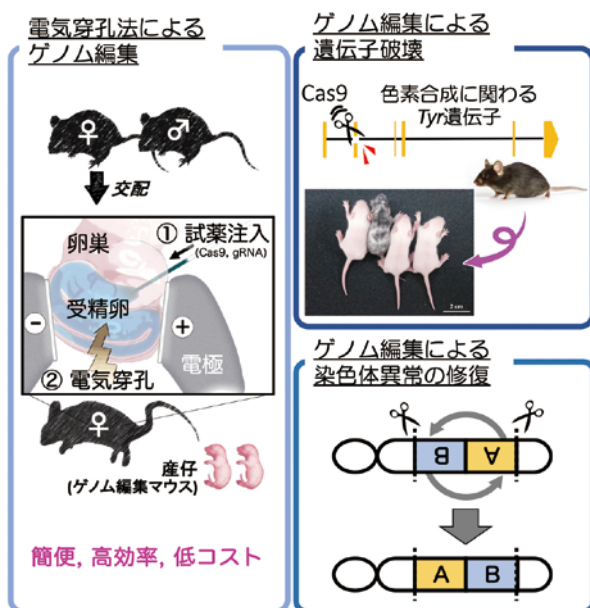 電気穿孔法による
ゲノム編集
♀
♂
交配
卵巣
① 試薬注入
(Cas9, gRNA)
受精卵
−
+
電極
② 電気穿孔
♀
産仔
(ゲノム編集マウス)
簡便, 高効率, 低コスト
ゲノム編集による
遺伝子破壊
Cas9
色素合成に関わる
Tyr遺伝子
2 cm
ゲノム編集による
染色体異常の修復
B A
A B